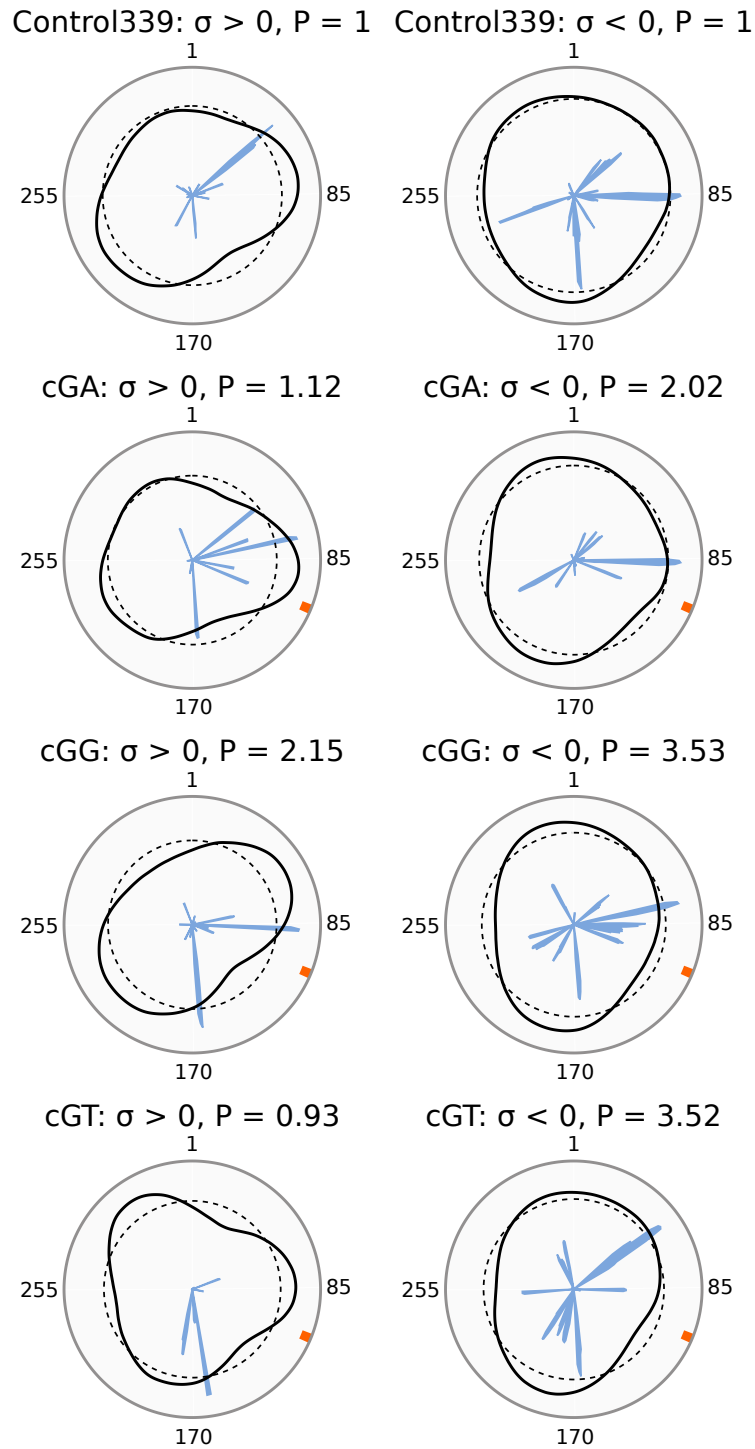 Control339: σ > 0, P = 1 Control339: σ < 0, P = 1
1 1
255 85 255 85
170 170
cGA: σ > 0, P = 1.12 cGA: σ < 0, P = 2.02
1 1
255 85 255 85
170 170
cGG: σ > 0, P = 2.15 cGG: σ < 0, P = 3.53
1 1
255 85 255 85
170 170
cGT: σ > 0, P = 0.93 cGT: σ < 0, P = 3.52
1 1
255 85 255 85
170 170